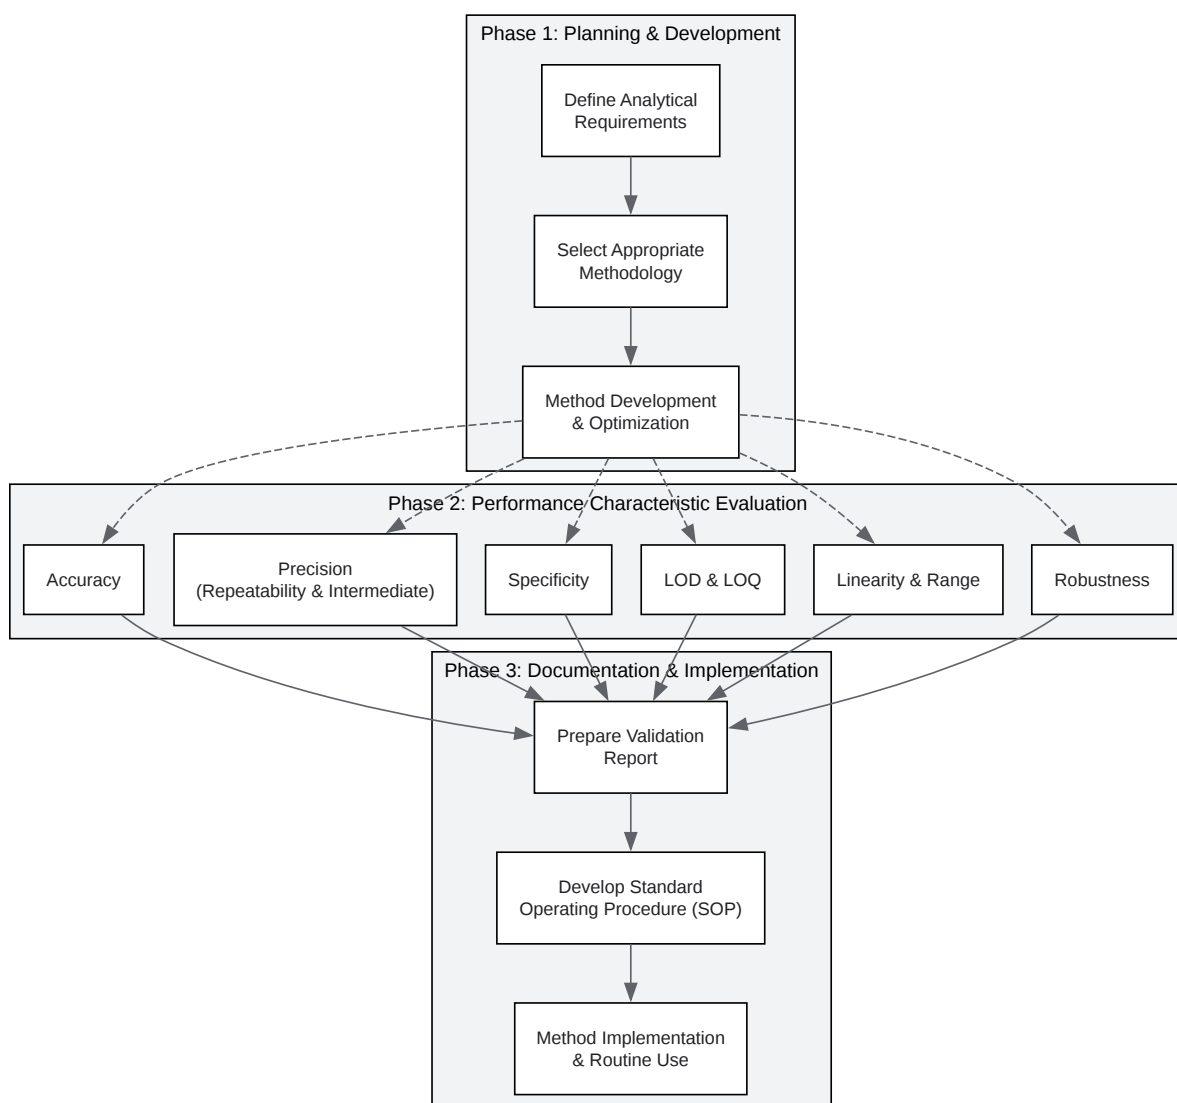 Phase 1: Planning & Development
Define Analytical
Requirements
Select Appropriate
Methodology
Method Development
& Optimization
Phase 2: Performance Characteristic Evaluation
Accuracy
Precision
(Repeatability & Intermediate)
Specificity
LOD & LOQ
Linearity & Range
Robustness
Phase 3: Documentation & Implementation
Prepare Validation
Report
Develop Standard
Operating Procedure (SOP)
Method Implementation
& Routine Use